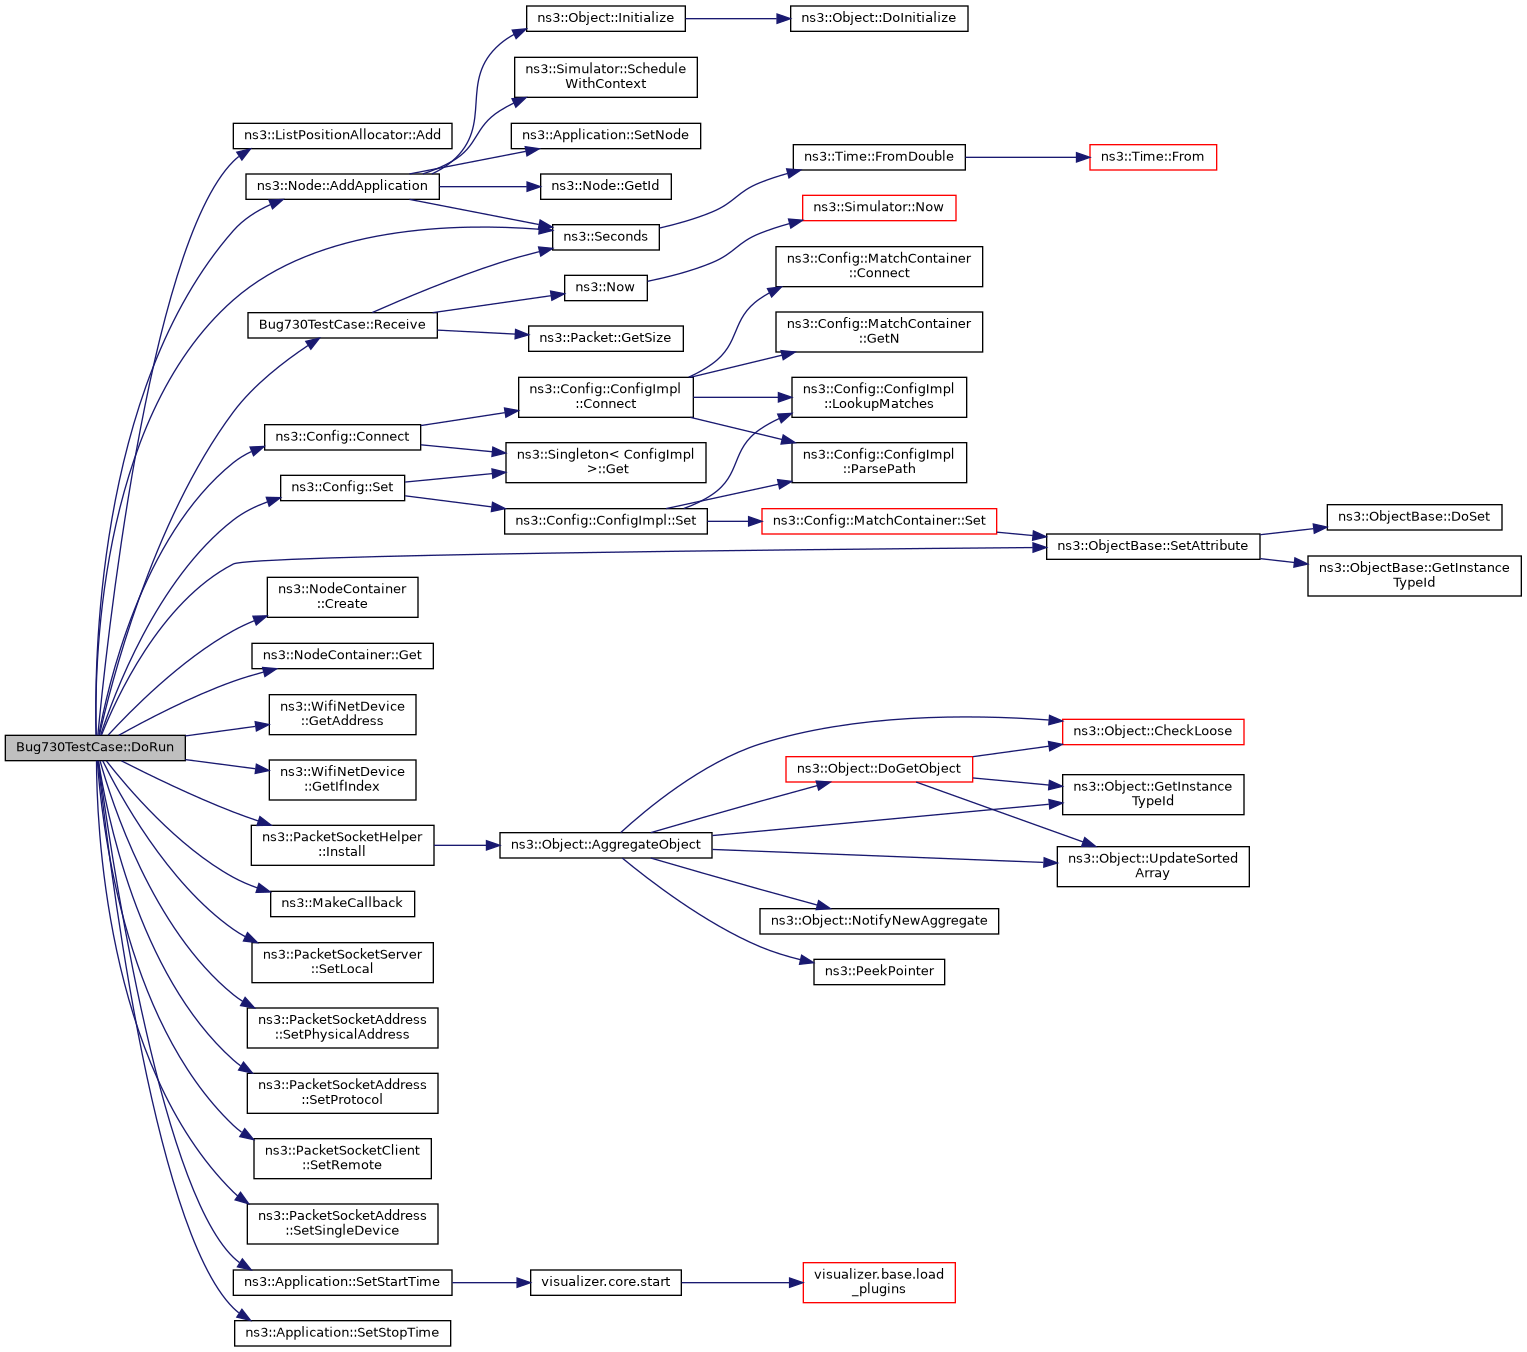 Bug730TestCase::DoRun
ns3::ListPositionAllocator::Add
ns3::Node::AddApplication
ns3::Object::Initialize
ns3::Object::DoInitialize
ns3::Simulator::Schedule
WithContext
ns3::Application::SetNode
ns3::Node::GetId
ns3::Seconds
ns3::Time::FromDouble
ns3::Time::From
Bug730TestCase::Receive
ns3::Now
ns3::Simulator::Now
ns3::Packet::GetSize
ns3::Config::Connect
ns3::Config::ConfigImpl
::Connect
ns3::Config::MatchContainer
::Connect
ns3::Config::MatchContainer
::GetN
ns3::Config::ConfigImpl
::LookupMatches
ns3::Config::ConfigImpl
::ParsePath
ns3::Singleton< ConfigImpl
>::Get
ns3::Config::Set
ns3::Config::ConfigImpl::Set
ns3::Config::MatchContainer::Set
ns3::ObjectBase::SetAttribute
ns3::ObjectBase::DoSet
ns3::ObjectBase::GetInstance
TypeId
ns3::NodeContainer
::Create
ns3::NodeContainer::Get
ns3::WifiNetDevice
::GetAddress
ns3::WifiNetDevice
::GetIfIndex
ns3::PacketSocketHelper
::Install
ns3::Object::AggregateObject
ns3::Object::DoGetObject
ns3::Object::CheckLoose
ns3::Object::GetInstance
TypeId
ns3::Object::UpdateSorted
Array
ns3::Object::NotifyNewAggregate
ns3::PeekPointer
ns3::MakeCallback
ns3::PacketSocketServer
::SetLocal
ns3::PacketSocketAddress
::SetPhysicalAddress
ns3::PacketSocketAddress
::SetProtocol
ns3::PacketSocketClient
::SetRemote
ns3::PacketSocketAddress
::SetSingleDevice
ns3::Application::SetStartTime
visualizer.core.start
visualizer.base.load
_plugins
ns3::Application::SetStopTime